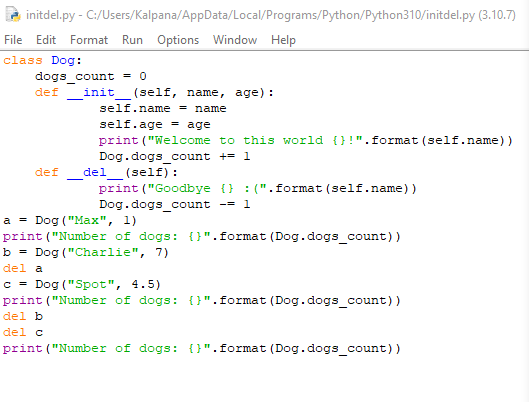 initdel.py - C:/Users/Kalpana/AppData/Local/Programs/Python/Python310/initdel.py (3.10.7)
File Edit Format Run Options Window Help
class Dog:
    dogs_count = 0
    def __init__(self, name, age):
            self.name = name
            self.age = age
            print("Welcome to this world {}!".format(self.name))
            Dog.dogs_count += 1
    def __del__(self):
            print("Goodbye {} :(".format(self.name))
            Dog.dogs_count -= 1
a = Dog("Max", 1)
print("Number of dogs: {}".format(Dog.dogs_count))
b = Dog("Charlie", 7)
del a
c = Dog("Spot", 4.5)
print("Number of dogs: {}".format(Dog.dogs_count))
del b
del c
print("Number of dogs: {}".format(Dog.dogs_count))